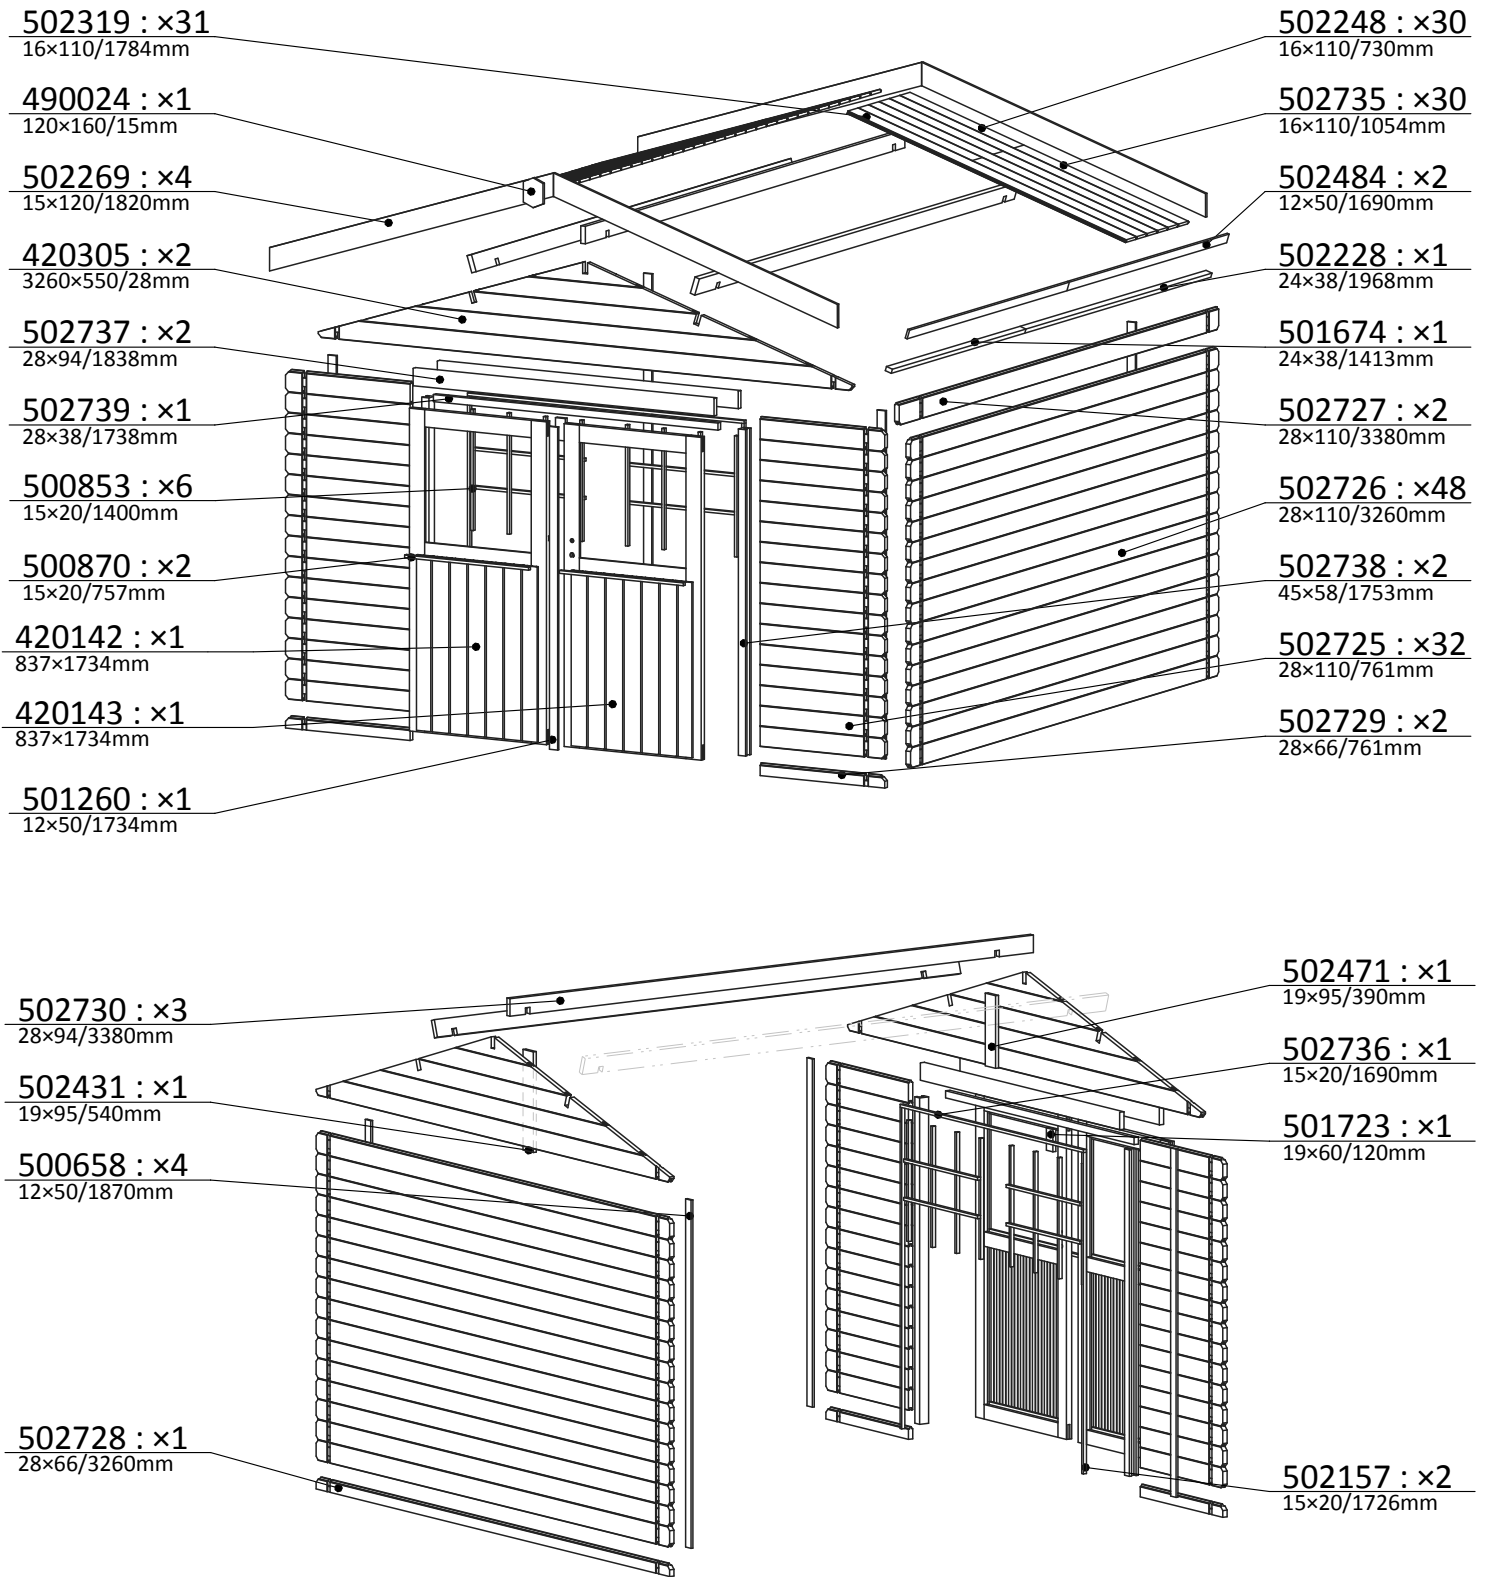 502319 : ×31
16×110/1784mm
490024 : ×1
120×160/15mm
502269 : ×4
15×120/1820mm
420305 : ×2
3260×550/28mm
502737 : ×2
28×94/1838mm
502739 : ×1
28×38/1738mm
500853 : ×6
15×20/1400mm
500870 : ×2
15×20/757mm
420142 : ×1
837×1734mm
420143 : ×1
837×1734mm
501260 : ×1
12×50/1734mm
502248 : ×30
16×110/730mm
502735 : ×30
16×110/1054mm
502484 : ×2
12×50/1690mm
502228 : ×1
24×38/1968mm
501674 : ×1
24×38/1413mm
502727 : ×2
28×110/3380mm
502726 : ×48
28×110/3260mm
502738 : ×2
45×58/1753mm
502725 : ×32
28×110/761mm
502729 : ×2
28×66/761mm
502730 : ×3
28×94/3380mm
502431 : ×1
19×95/540mm
500658 : ×4
12×50/1870mm
502728 : ×1
28×66/3260mm
502471 : ×1
19×95/390mm
502736 : ×1
15×20/1690mm
501723 : ×1
19×60/120mm
502157 : ×2
15×20/1726mm